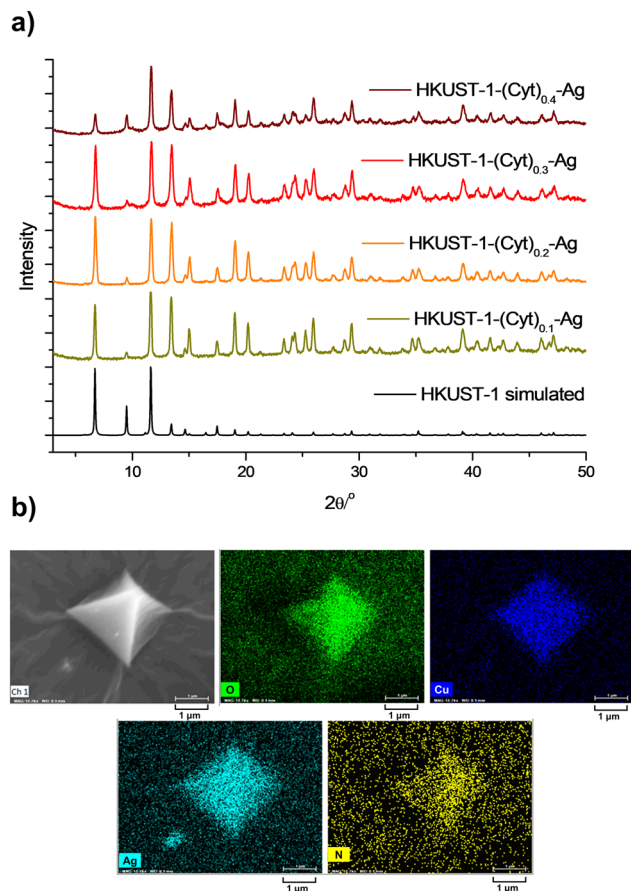 a)
HKUST-1-(Cyt)0.4-Ag
HKUST-1-(Cyt)0.3-Ag
HKUST-1-(Cyt)0.2-Ag
HKUST-1-(Cyt)0.1-Ag
HKUST-1 simulated
Intensity
10 20 30 40 50
2θ/°
b)
Ch 1
O
Cu
1 µm
1 µm
1 µm
Ag
N
1 µm
1 µm